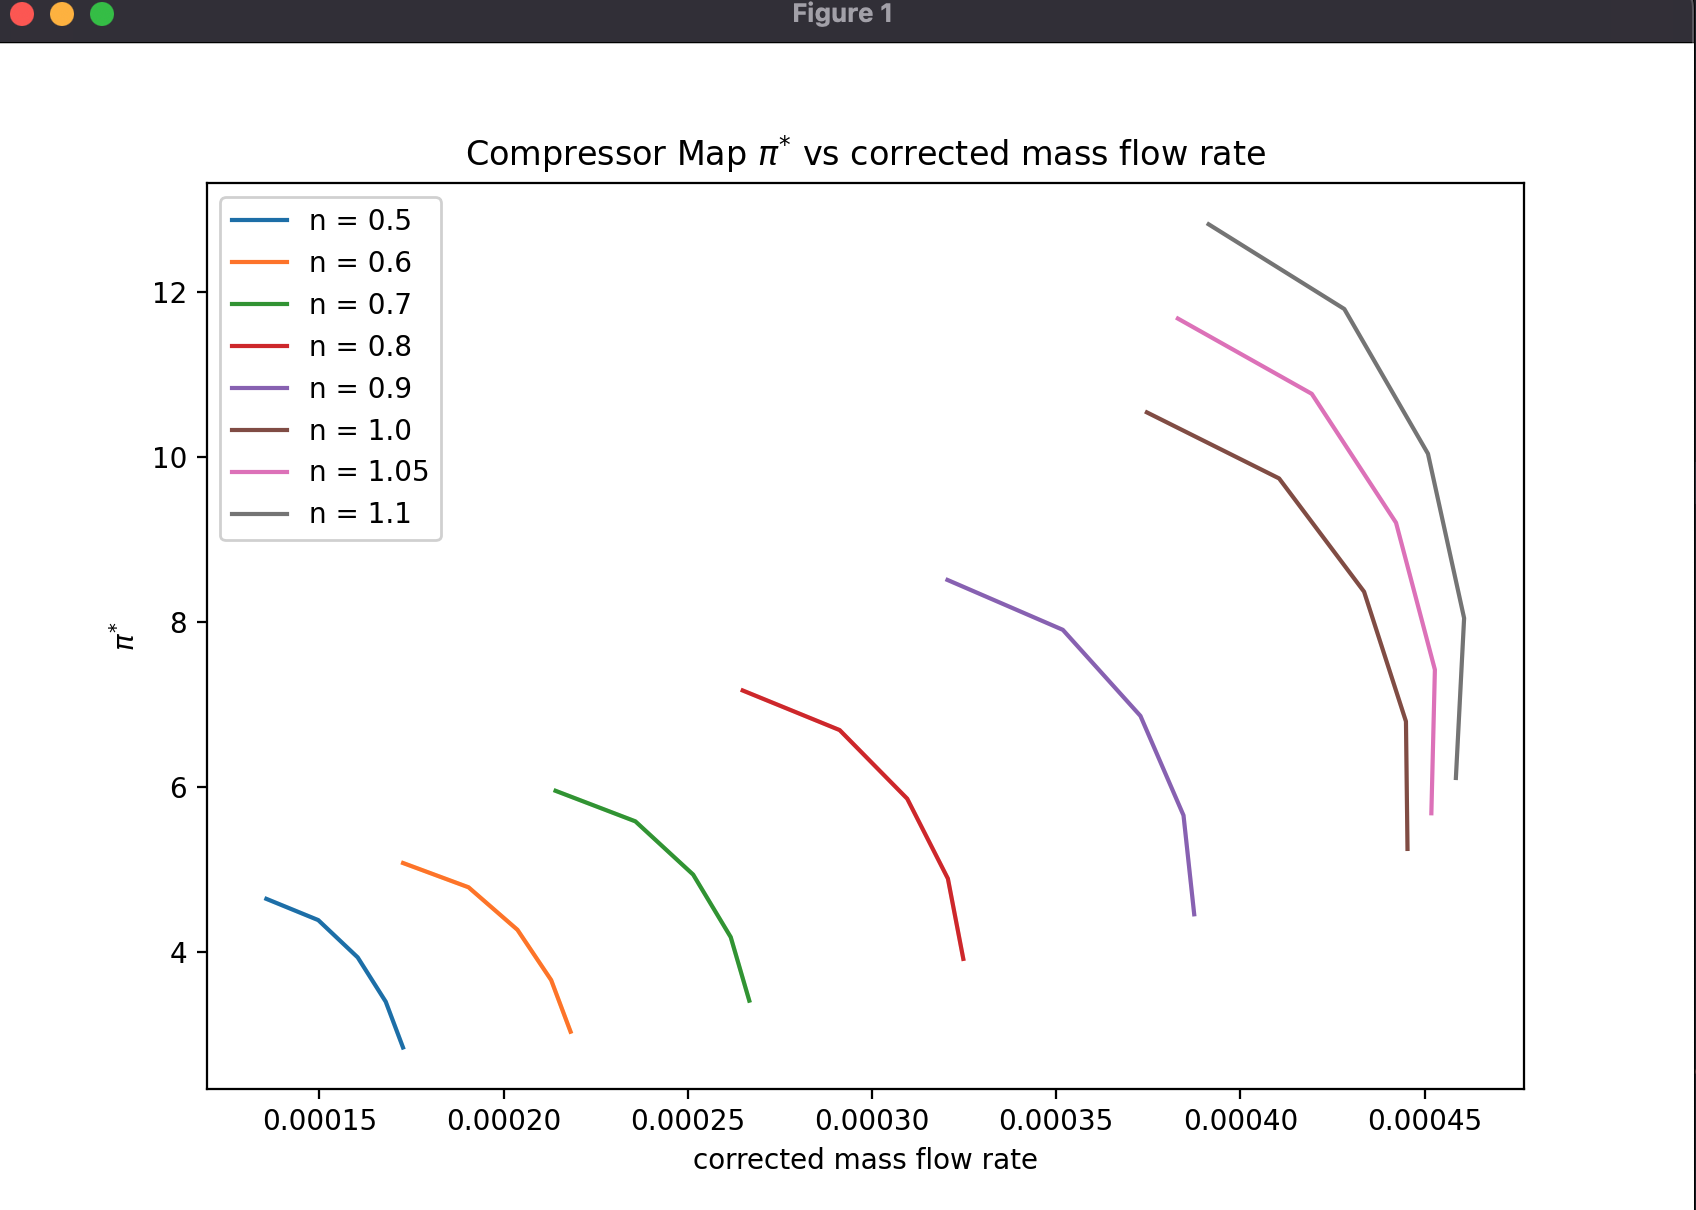 Figure 1
Compressor Map π* vs corrected mass flow rate
n = 0.5
n = 0.6
n = 0.7
n = 0.8
n = 0.9
n = 1.0
n = 1.05
n = 1.1
12
10
8
6
4
π*
0.00015 0.00020 0.00025 0.00030 0.00035 0.00040 0.00045
corrected mass flow rate